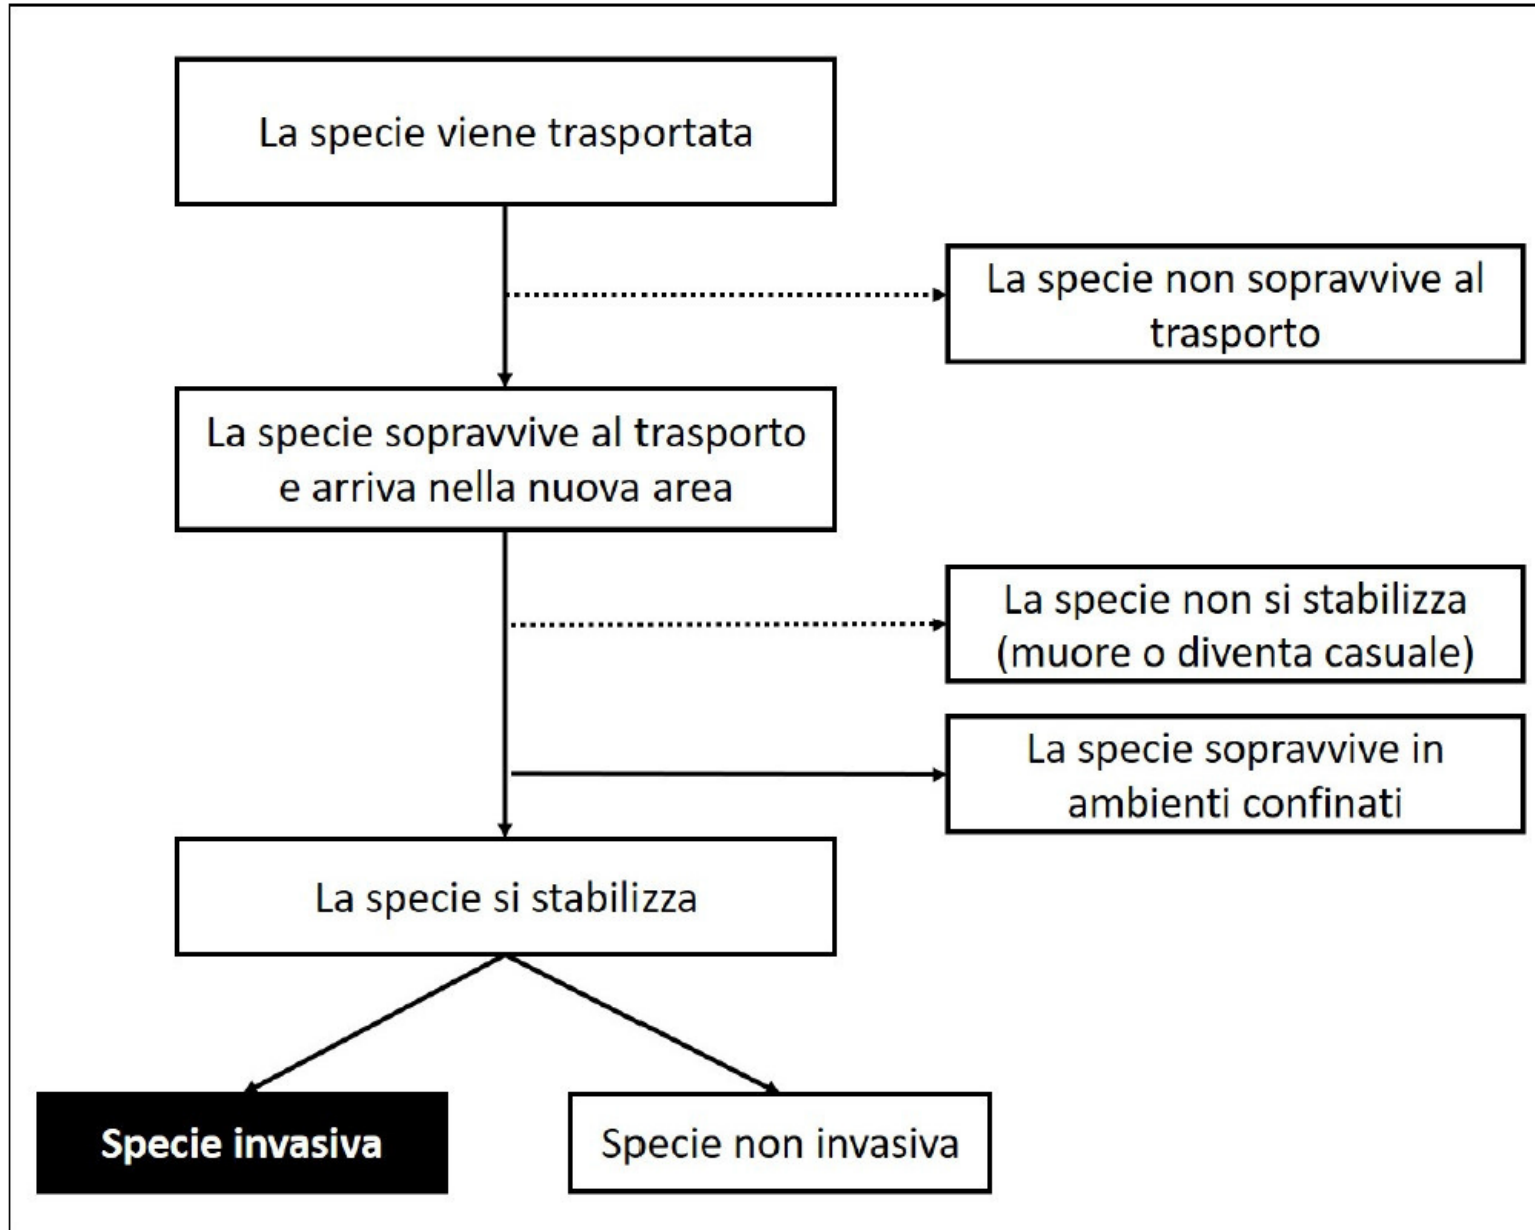 La specie viene trasportata
La specie non sopravvive al
trasporto
La specie sopravvive al trasporto
e arriva nella nuova area
La specie non si stabilizza
(muore o diventa casuale)
La specie sopravvive in
ambienti confinati
La specie si stabilizza
Specie invasiva
Specie non invasiva